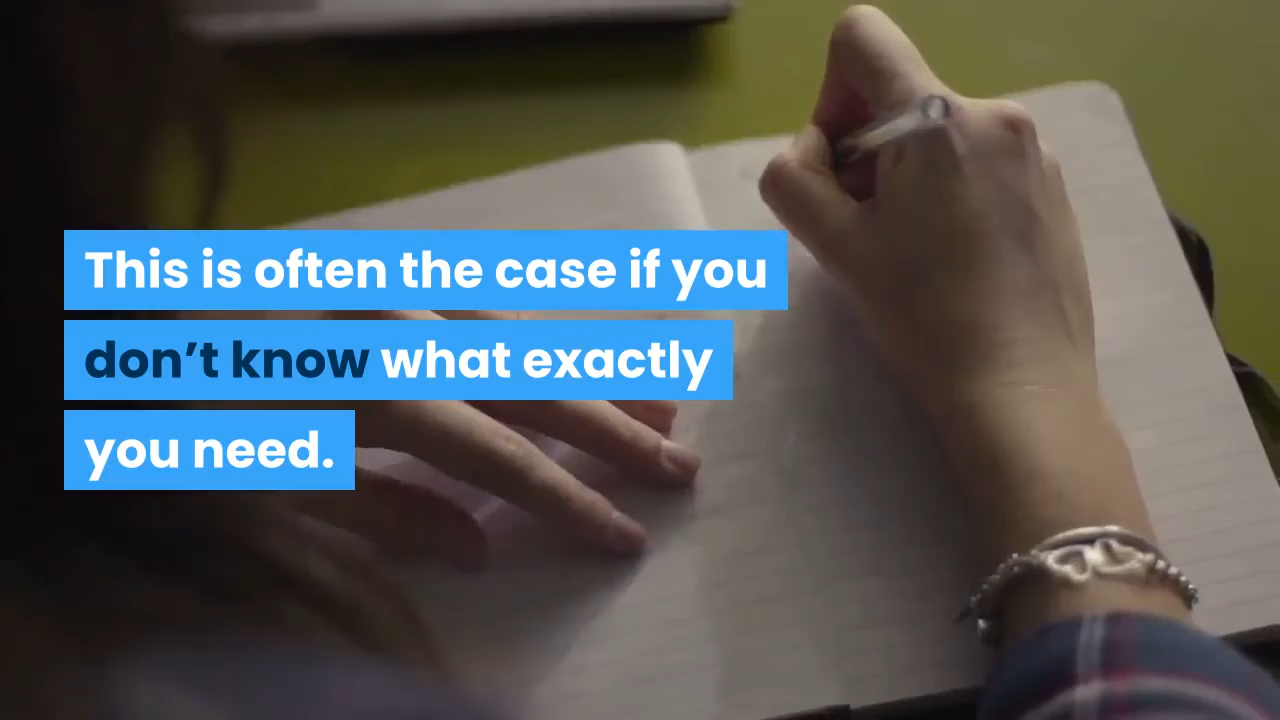 This is often the case if you
don’t know what exactly
you need.